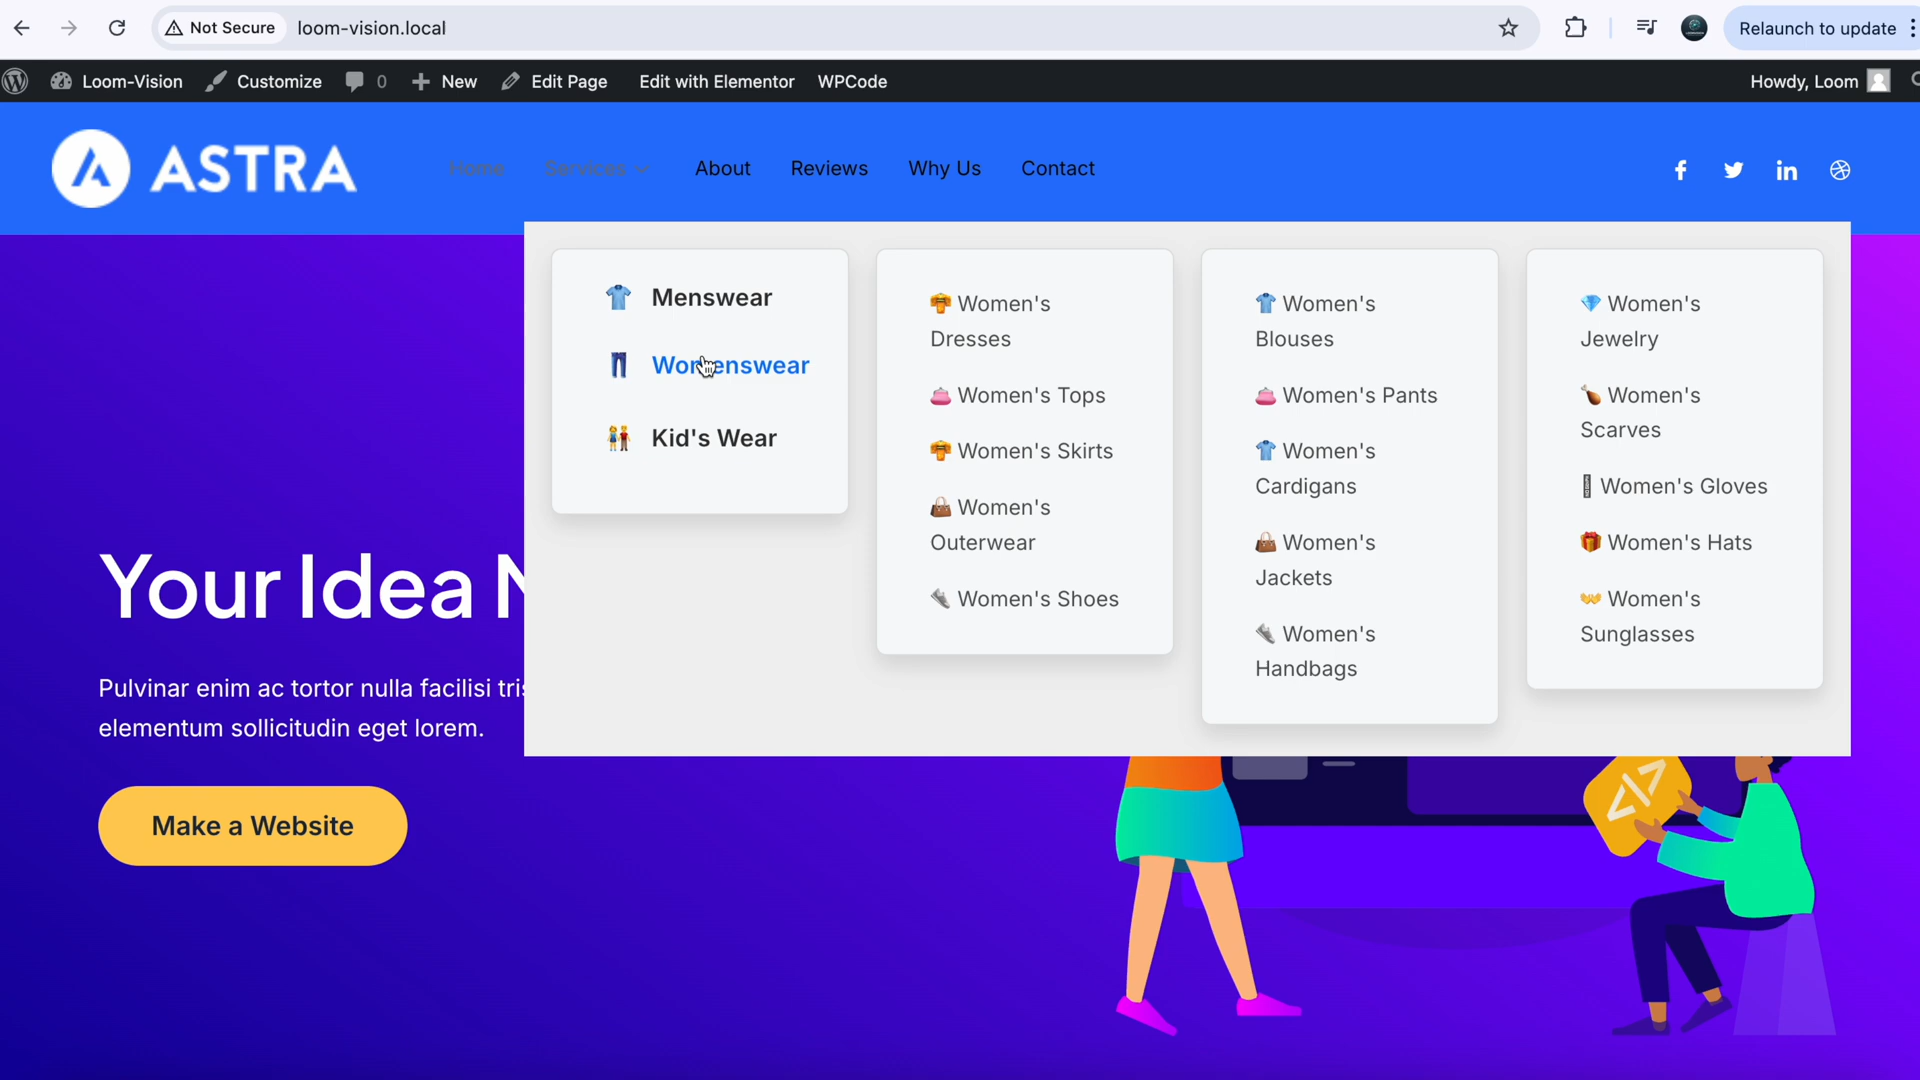 Not Secure loom-vision.local Relaunch to update
Loom-Vision Customize 0 New Edit Page Edit with Elementor WPCode Howdy, Loom
ASTRA Home Services About Reviews Why Us Contact
Menswear
Womenswear
Kid's Wear
Women's
Dresses
Women's Tops
Women's Skirts
Women's
Outerwear
Women's Shoes
Women's
Blouses
Women's Pants
Women's
Cardigans
Women's
Jackets
Women's
Handbags
Women's
Jewelry
Women's
Scarves
Women's Gloves
Women's Hats
Women's
Sunglasses
Your Idea
Pulvinar enim ac tortor nulla facilisi
elementum sollicitudin eget lorem.
Make a Website